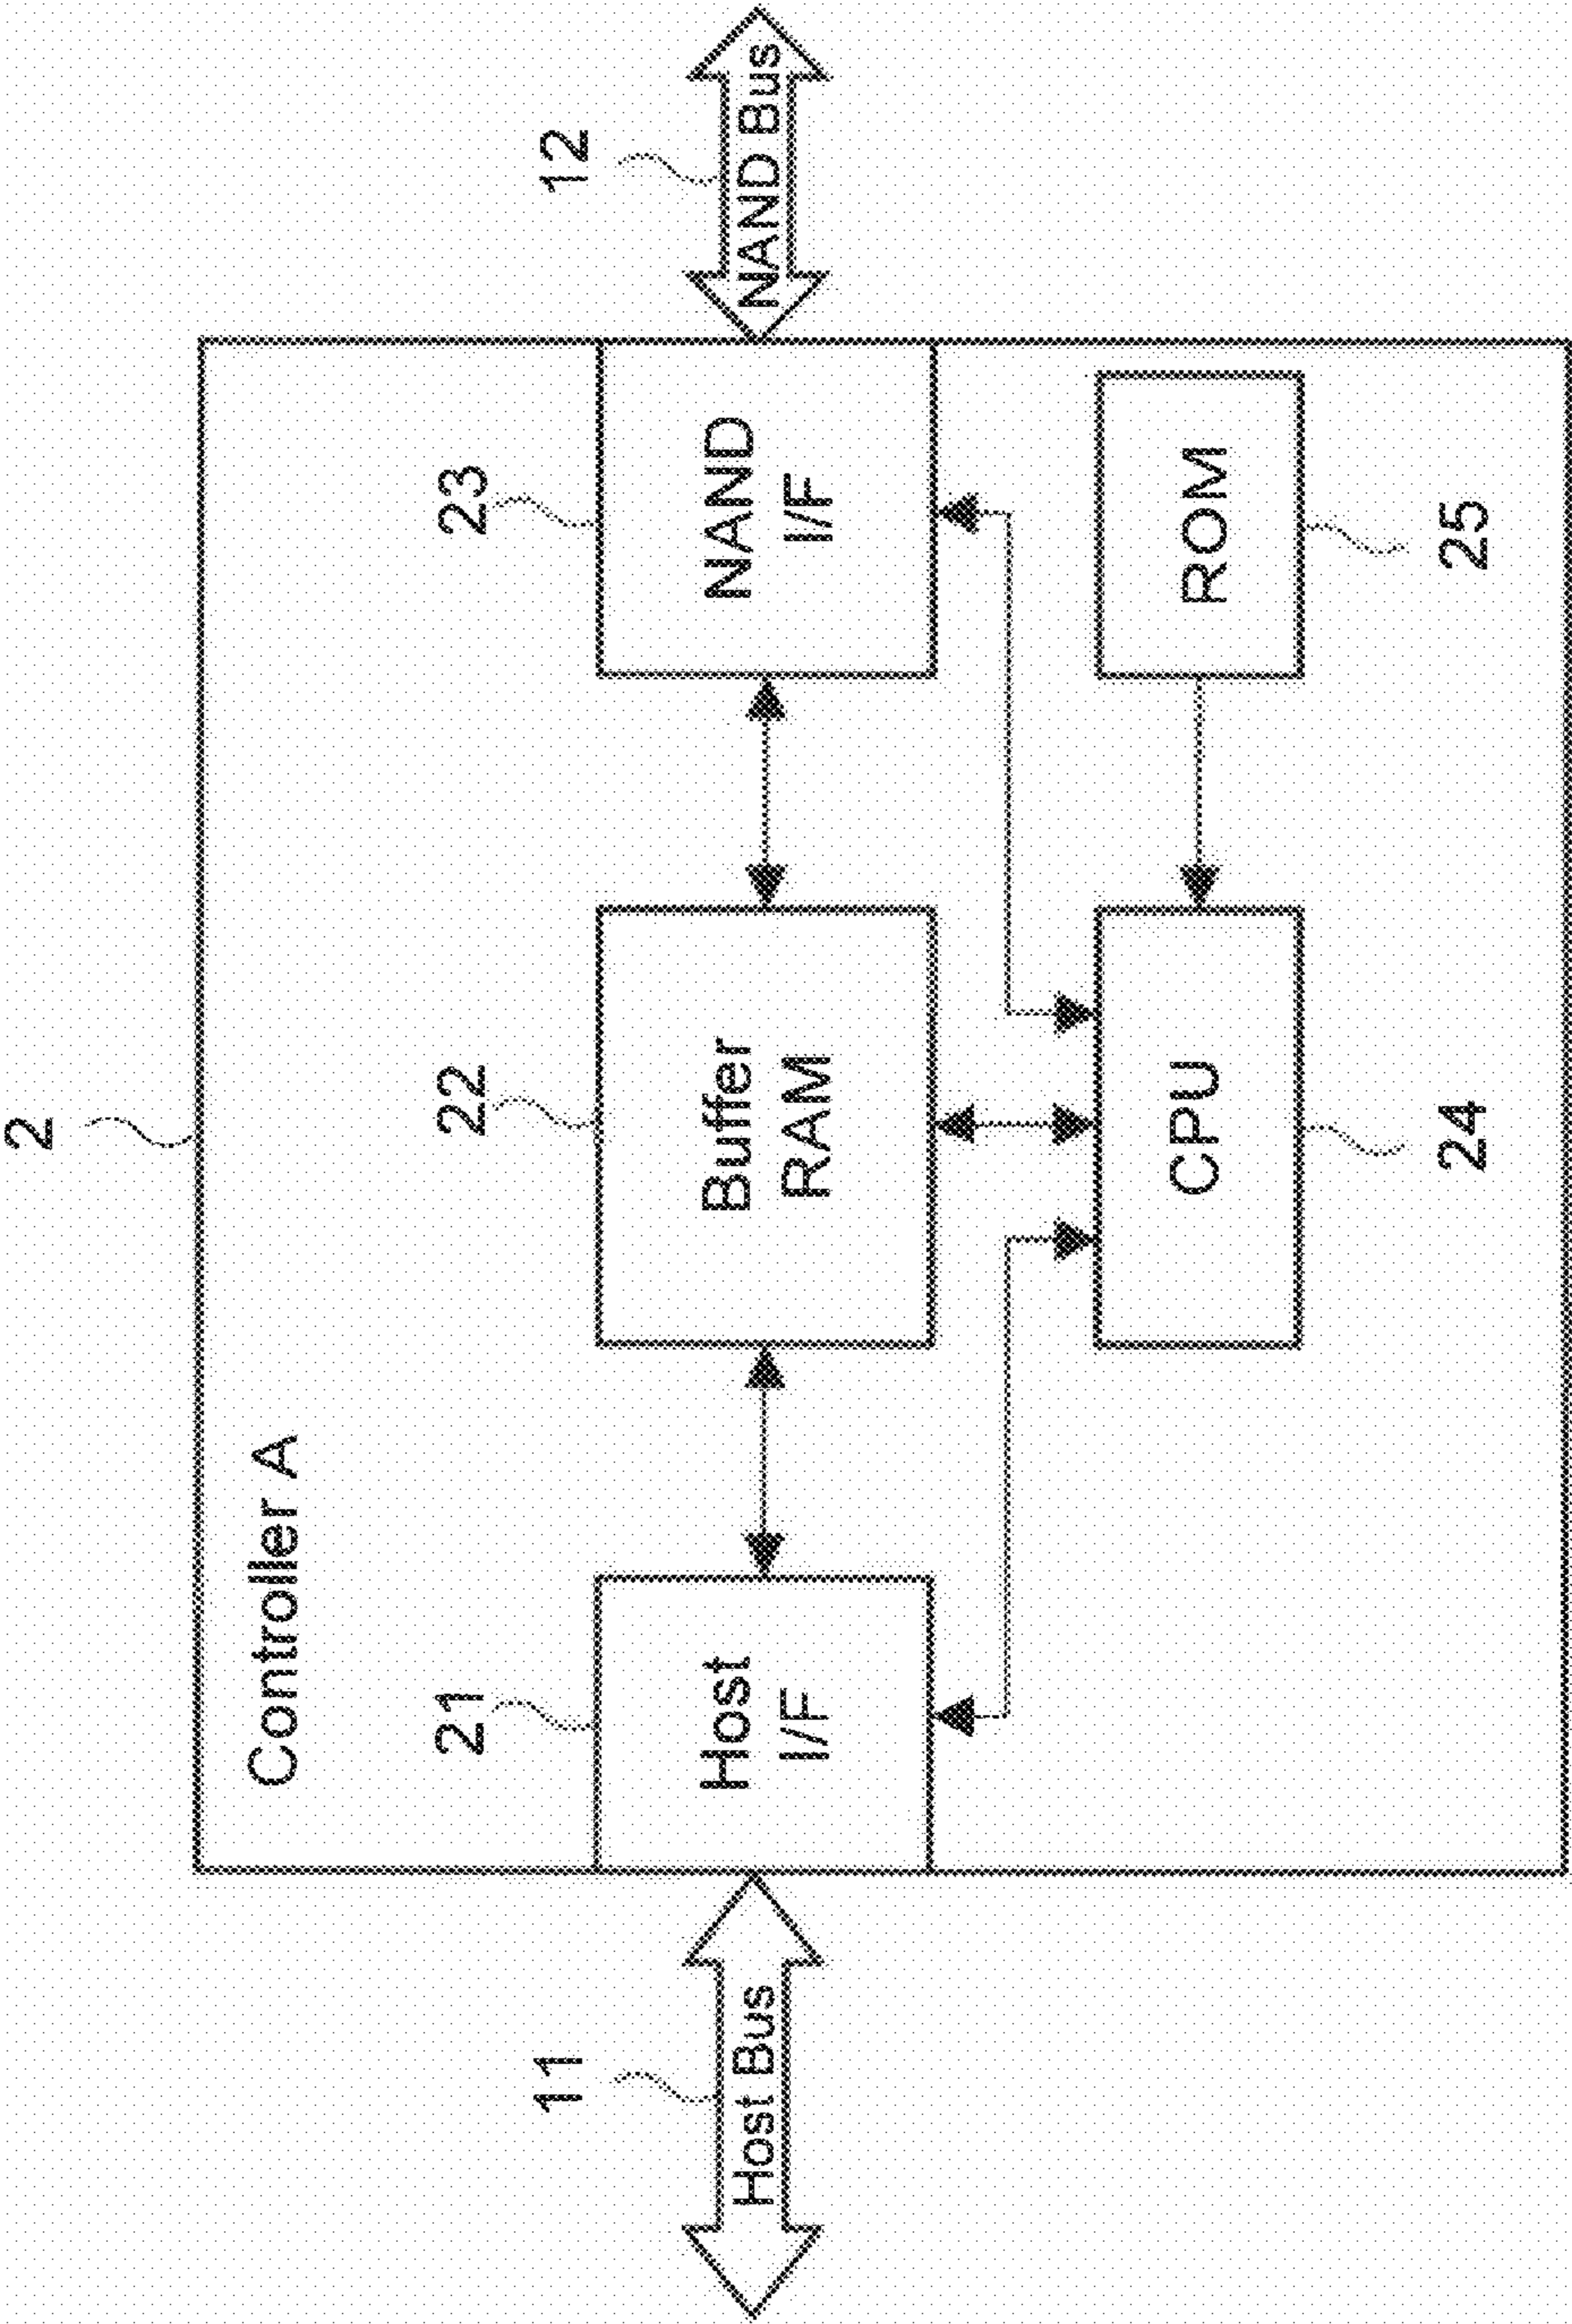 2
Controller A
11
Host Bus
21
Host
I/F
22
Buffer
RAM
23
NAND
I/F
12
NAND Bus
CPU
24
ROM
25